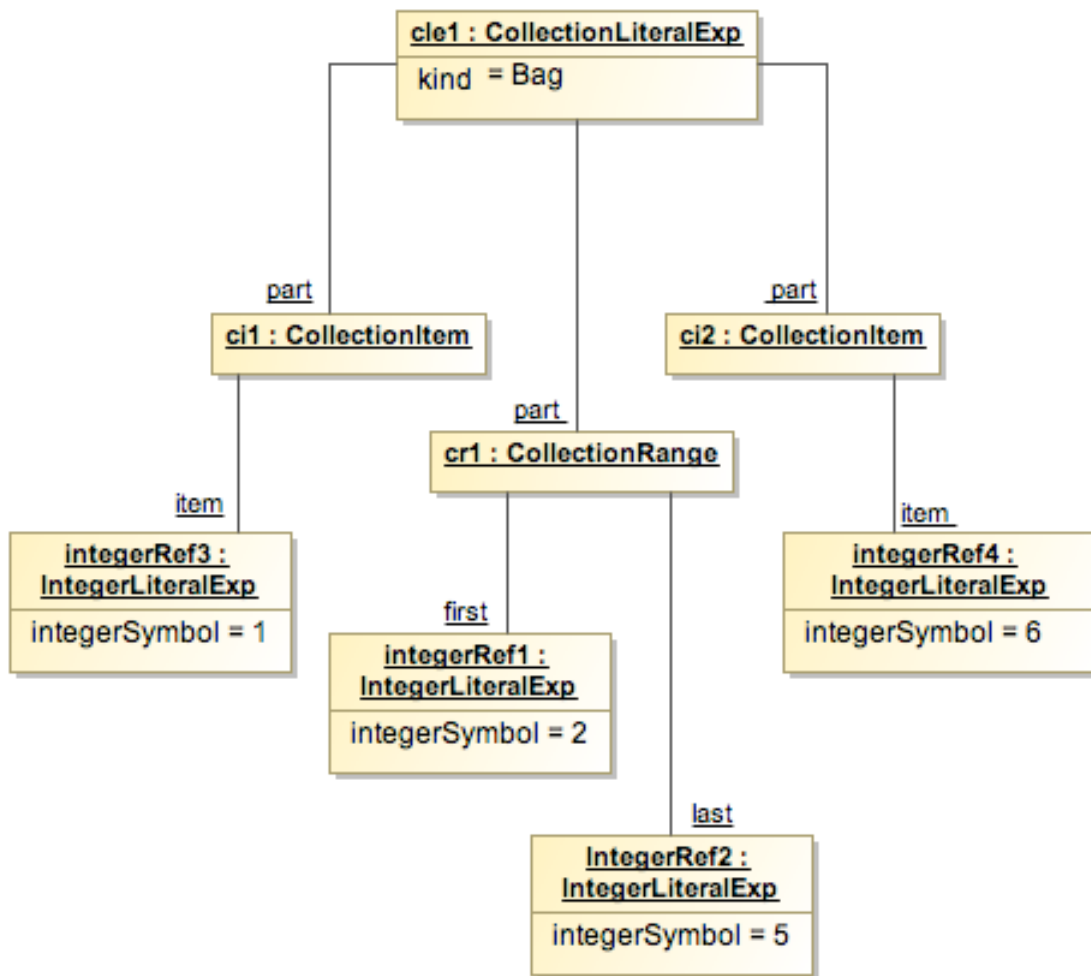 cle1 : CollectionLiteralExp
kind = Bag
part
part
ci1 : CollectionItem
ci2 : CollectionItem
part
cr1 : CollectionRange
item
item
integerRef3 :
IntegerLiteralExp
integerSymbol = 1
integerRef4 :
IntegerLiteralExp
integerSymbol = 6
first
integerRef1 :
IntegerLiteralExp
integerSymbol = 2
last
IntegerRef2 :
IntegerLiteralExp
integerSymbol = 5